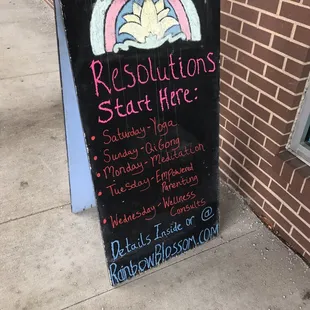 Resolutions
Start Here:
• Saturday - Yoga
• Sunday - Qi Gong
• Monday - Meditation
• Tuesday - Empowered
Parenting
• Wednesday - Wellness
Consults
Details Inside or @
RainbowBlossom.com